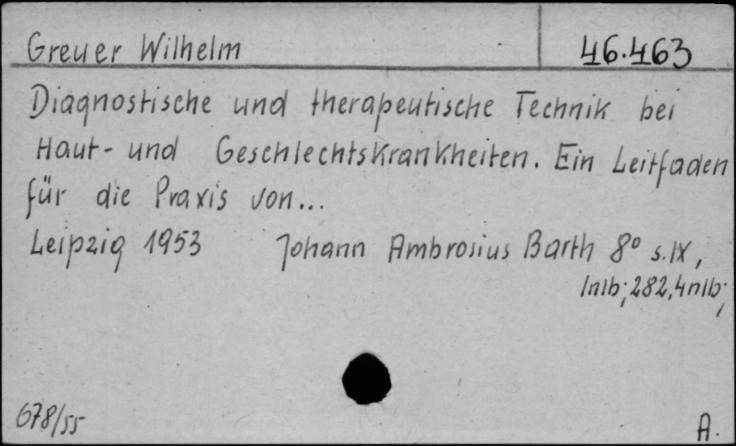 Greuer Wilhelm 46.463
Diagnostische und therapeutische Technik bei
Haut- und Geschlechtskrankheiten. Ein Leitfaden
für die Praxis von...
Leipzig 1953 Johann Ambrosius Barth 8° s.IX,
1nlb; 282, 4nlb;
678/55 A.